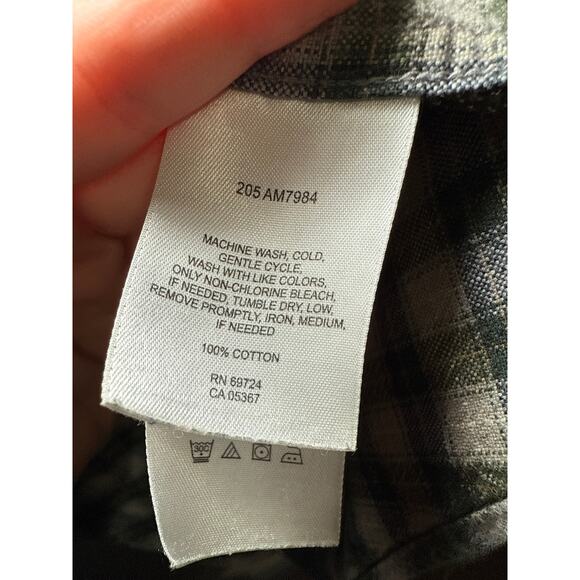 205 AM7984
MACHINE WASH, COLD,
GENTLE CYCLE,
WASH WITH LIKE COLORS,
ONLY NON-CHLORINE BLEACH,
IF NEEDED, TUMBLE DRY, LOW,
REMOVE PROMPTLY, IRON, MEDIUM,
IF NEEDED
100% COTTON
RN 69724
CA 05367
30C